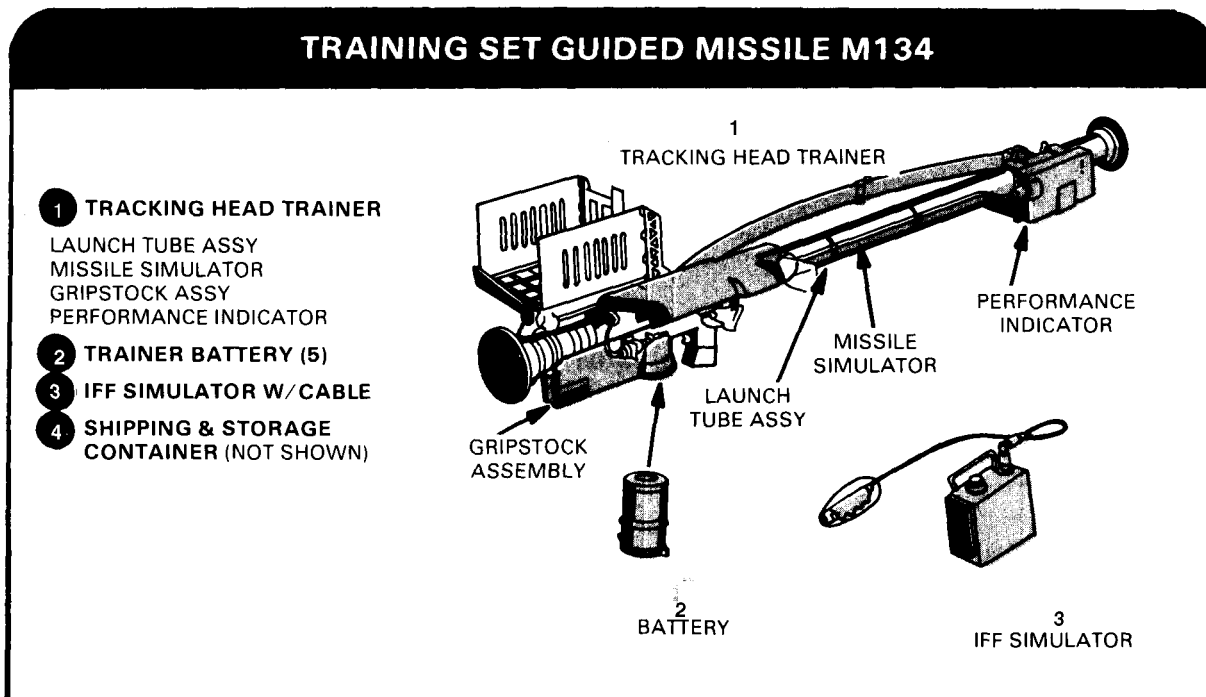 TRAINING SET GUIDED MISSILE M134
1 TRACKING HEAD TRAINER
LAUNCH TUBE ASSY
MISSILE SIMULATOR
GRIPSTOCK ASSY
PERFORMANCE INDICATOR
2 TRAINER BATTERY (5)
3 IFF SIMULATOR W/CABLE
4 SHIPPING & STORAGE
CONTAINER (NOT SHOWN)
1
TRACKING HEAD TRAINER
PERFORMANCE
INDICATOR
MISSILE
SIMULATOR
LAUNCH
TUBE ASSY
GRIPSTOCK
ASSEMBLY
2
BATTERY
3
IFF SIMULATOR